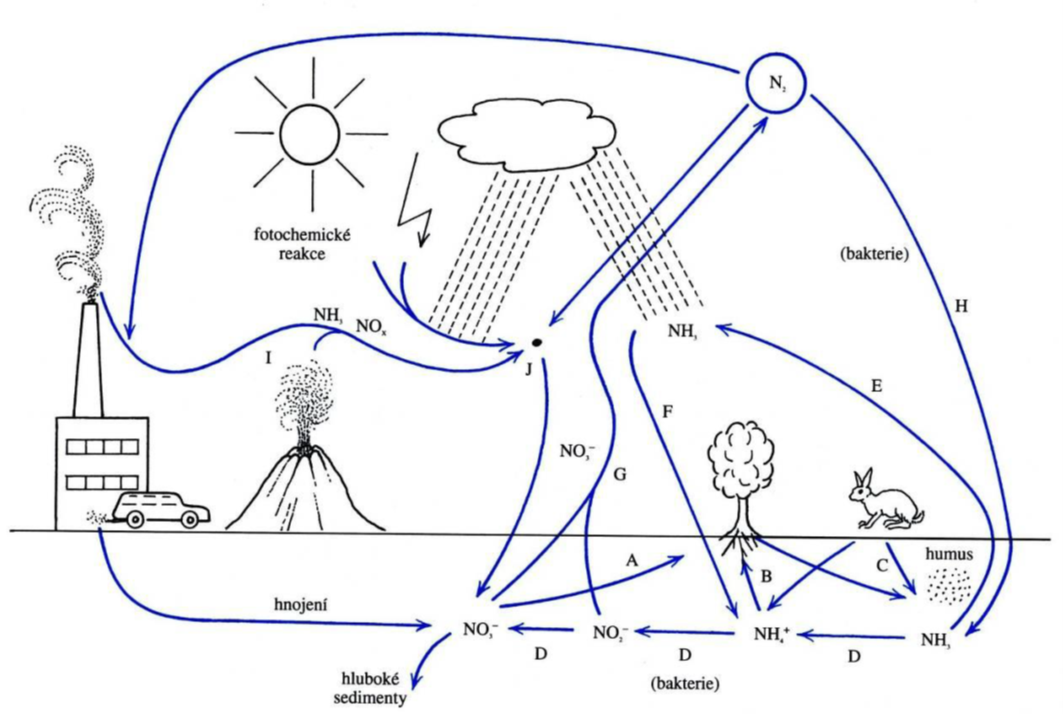 N₂
fotochemické
reakce
(bakterie)
H
NH₃
NOₓ
NH₃
I
J
E
F
NO₃⁻
G
A
B
C
humus
hnojení
NO₃⁻
NO₂⁻
NH₄⁺
NH₃
D
D
D
hluboké
sedimenty
(bakterie)